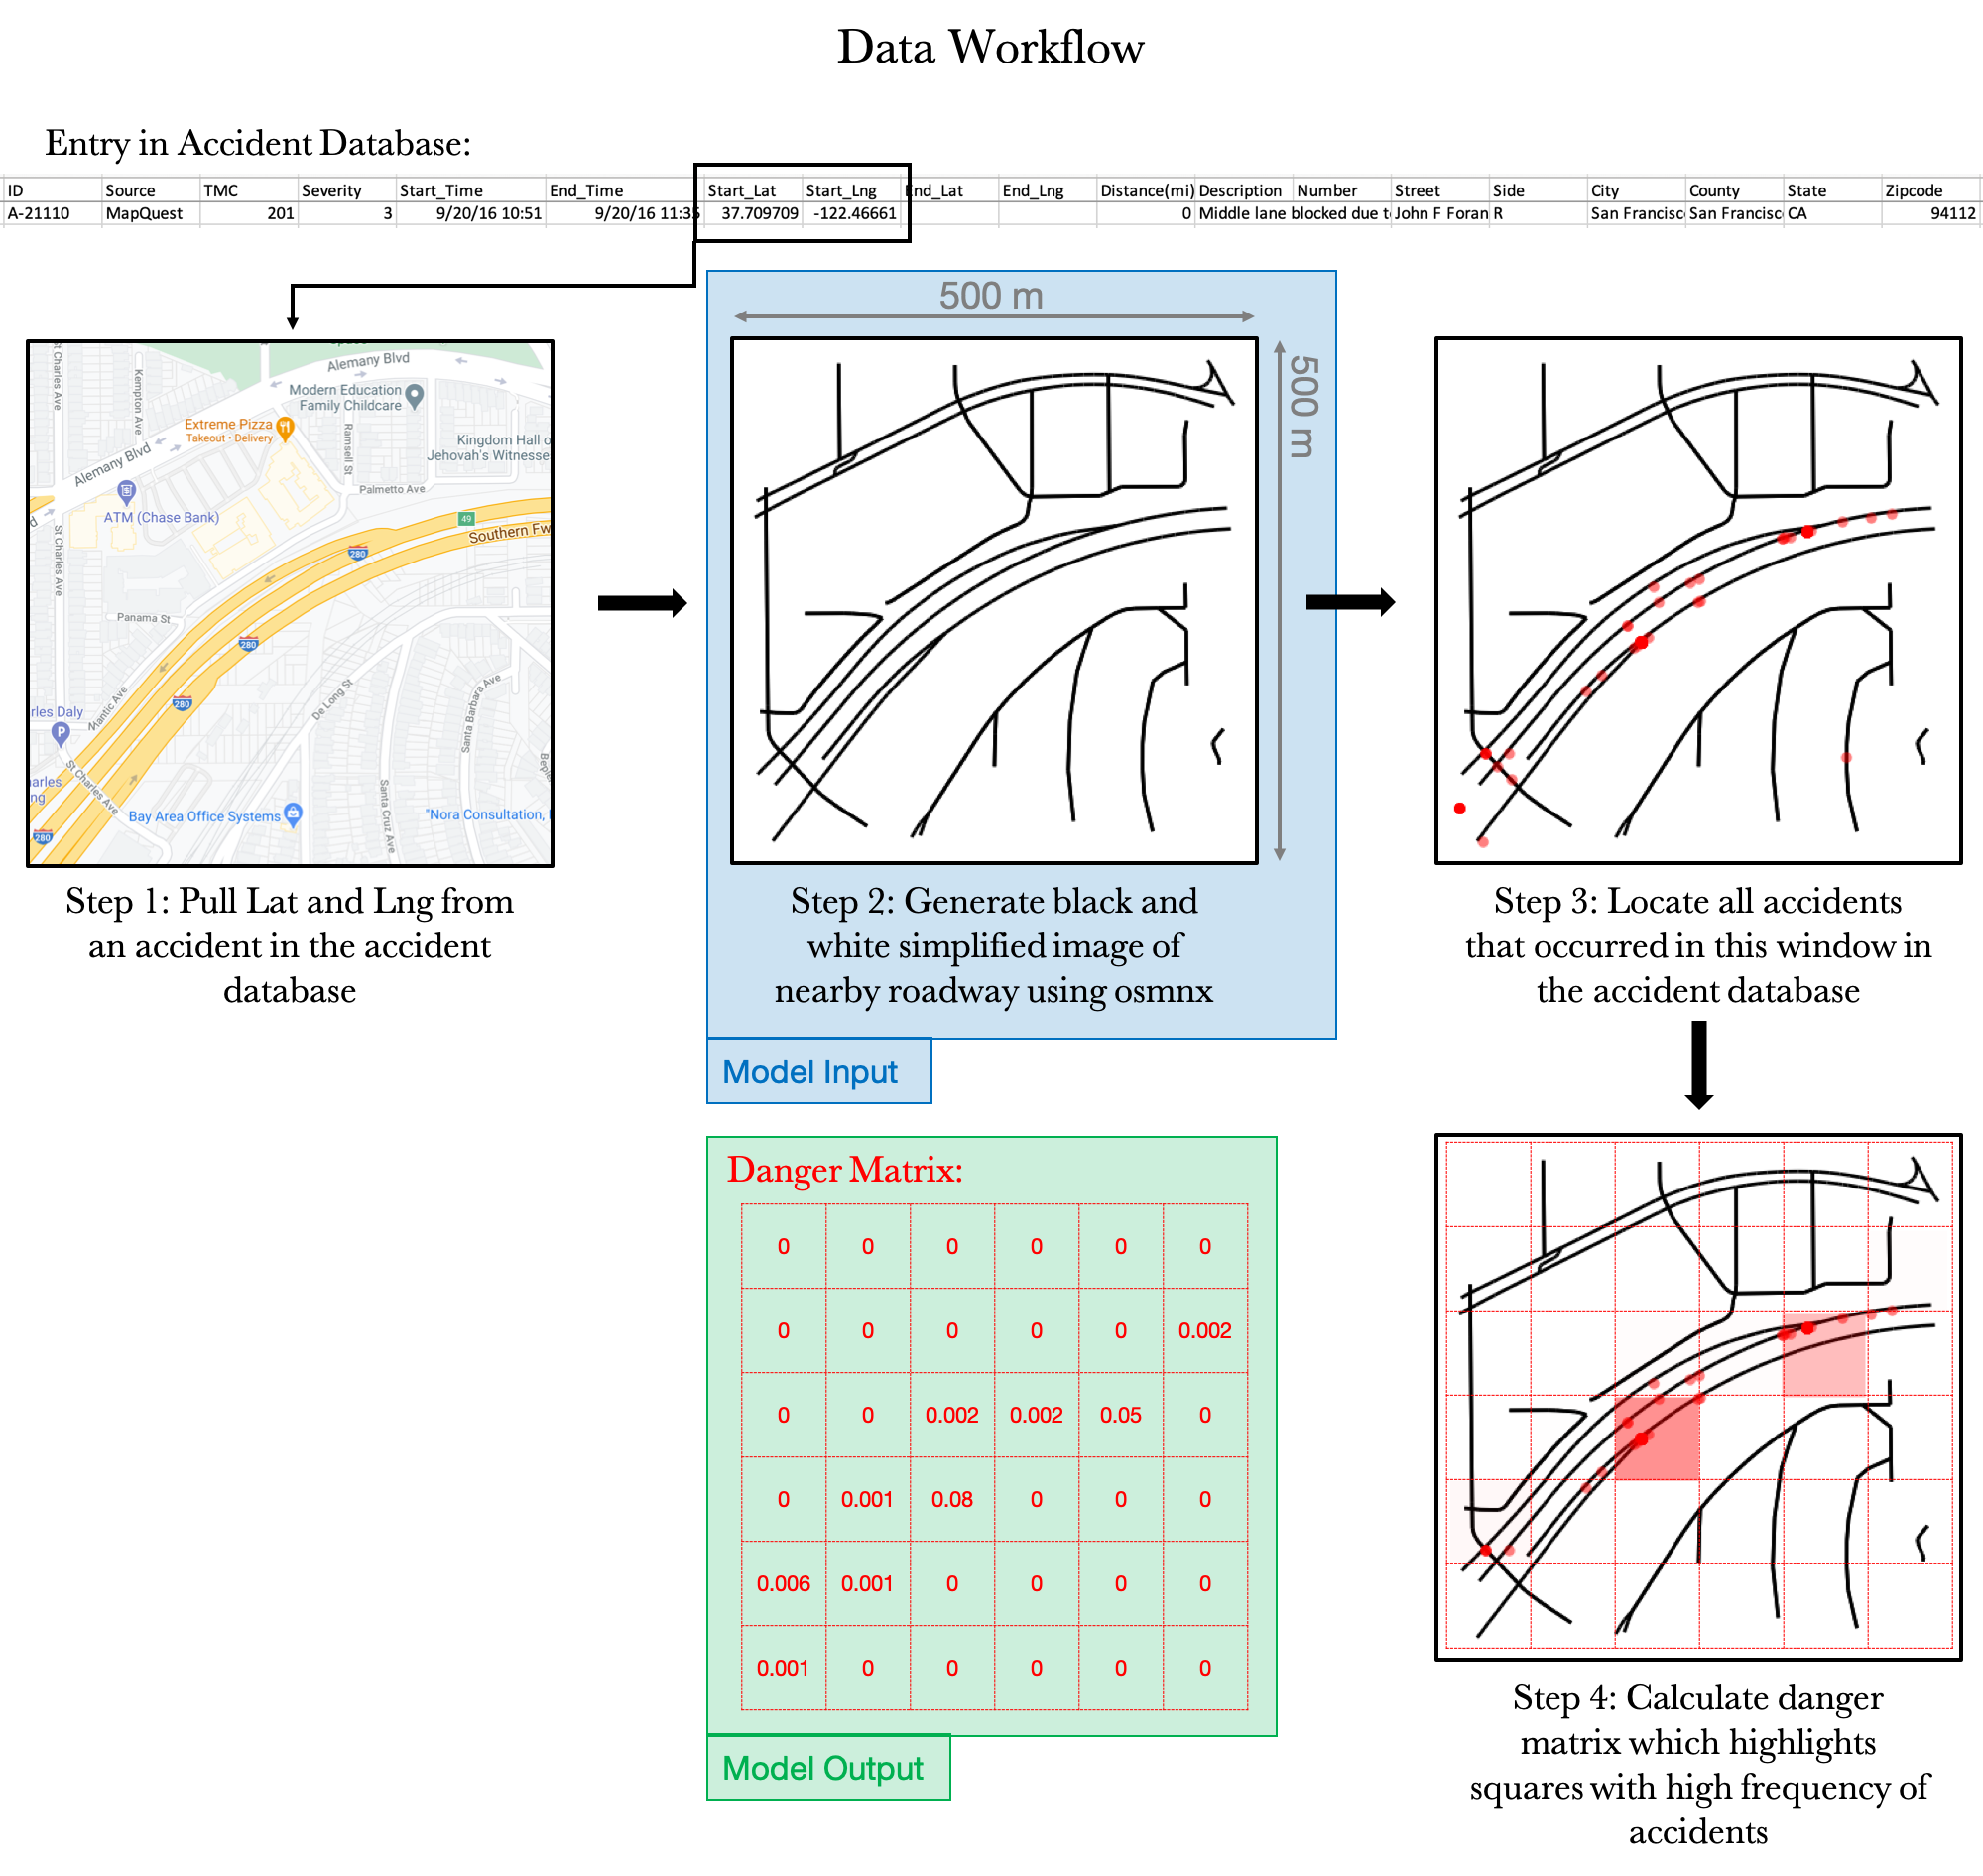 Data Workflow
Entry in Accident Database:
ID Source TMC Severity Start_Time End_Time Start_Lat Start_Lng End_Lat End_Lng Distance(mi) Description Number Street Side City County State Zipcode
A-21110 MapQuest 201 3 9/20/16 10:51 9/20/16 11:35 37.709709 -122.46661 0 Middle lane blocked due t John F Foran R San Francisc San Francisc CA 94112
St Charles Ave
Kempton Ave
Alemany Blvd
Modern Education
Family Childcare
Extreme Pizza
Takeout • Delivery
Ramsell St
Kingdom Hall o
Jehovah's Witnesse
Alemany Blvd
Palmetto Ave
ATM (Chase Bank)
49
Southern Fw
280
St Charles Ave
Panama St
280
280
De Long St
Santa Barbara Ave
rles Daly
P
Niantic Ave
St Charles Ave
arles
ng
Santa Cruz Ave
Bay Area Office Systems
"Nora Consultation,
280
Step 1: Pull Lat and Lng from
an accident in the accident
database
500 m
500 m
Step 2: Generate black and
white simplified image of
nearby roadway using osmnx
Model Input
Step 3: Locate all accidents
that occurred in this window in
the accident database
Danger Matrix:
0 0 0 0 0 0
0 0 0 0 0 0.002
0 0 0.002 0.002 0.05 0
0 0.001 0.08 0 0 0
0.006 0.001 0 0 0 0
0.001 0 0 0 0 0
Model Output
Step 4: Calculate danger
matrix which highlights
squares with high frequency of
accidents